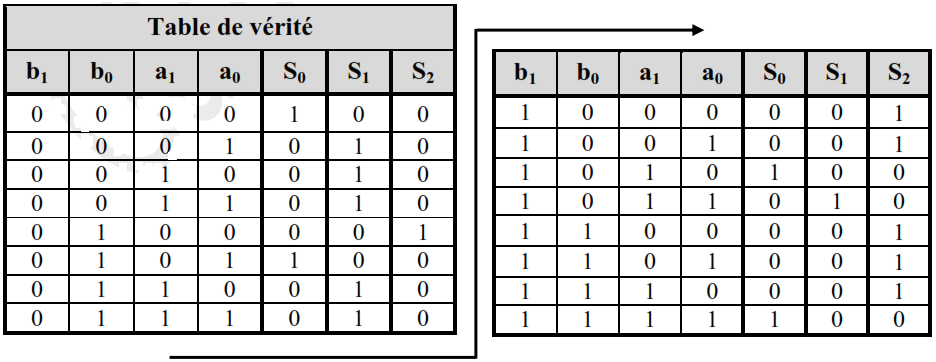 Table de vérité
b₁ b₀ a₁ a₀ S₀ S₁ S₂
0 0 0 0 1 0 0
0 0 0 1 0 1 0
0 0 1 0 0 1 0
0 0 1 1 0 1 0
0 1 0 0 0 0 1
0 1 0 1 1 0 0
0 1 1 0 0 1 0
0 1 1 1 0 1 0
b₁ b₀ a₁ a₀ S₀ S₁ S₂
1 0 0 0 0 0 1
1 0 0 1 0 0 1
1 0 1 0 1 0 0
1 0 1 1 0 1 0
1 1 0 0 0 0 1
1 1 0 1 0 0 1
1 1 1 0 0 0 1
1 1 1 1 1 0 0